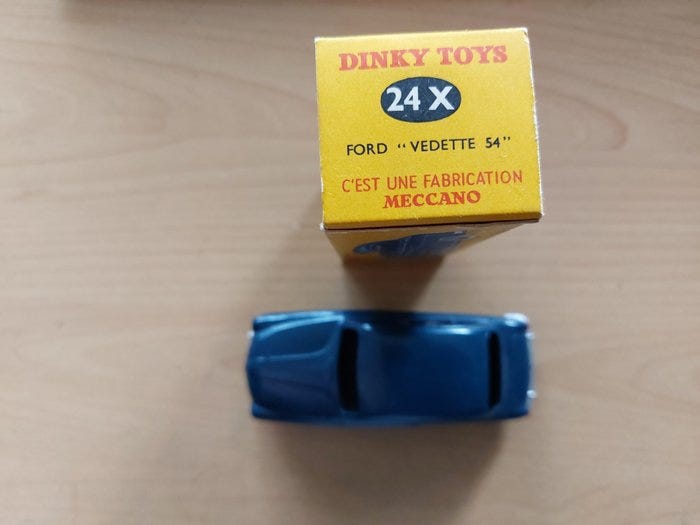 DINKY TOYS
24 X
FORD “VEDETTE 54”
C'EST UNE FABRICATION
MECCANO